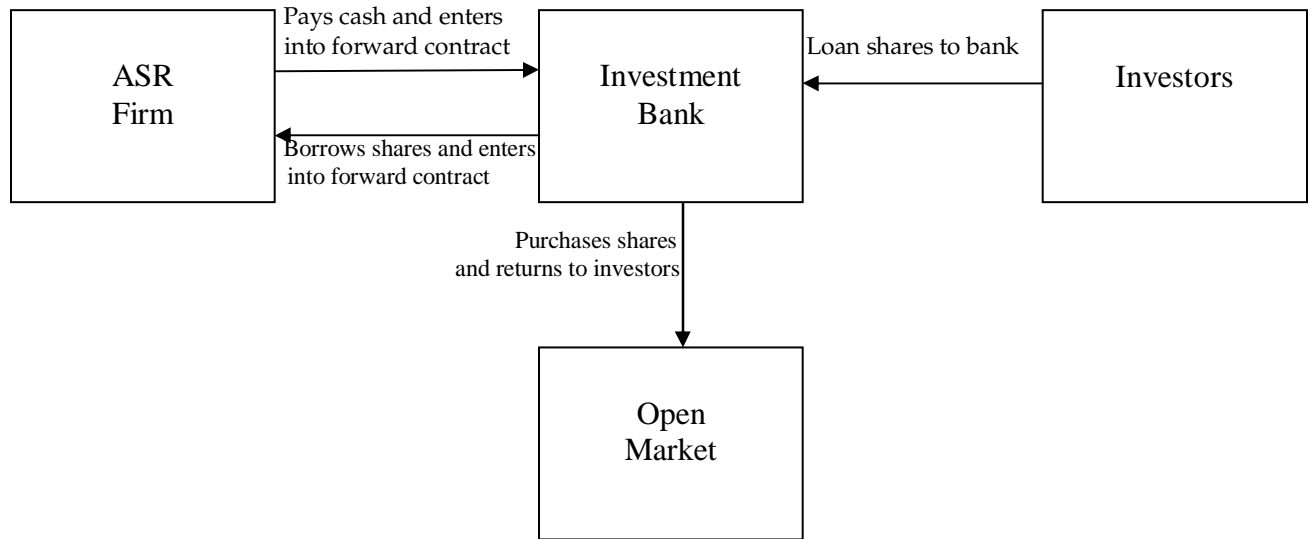 Pays cash and enters
into forward contract
ASR
Firm
Borrows shares and enters
into forward contract
Investment
Bank
Loan shares to bank
Investors
Purchases shares
and returns to investors
Open
Market